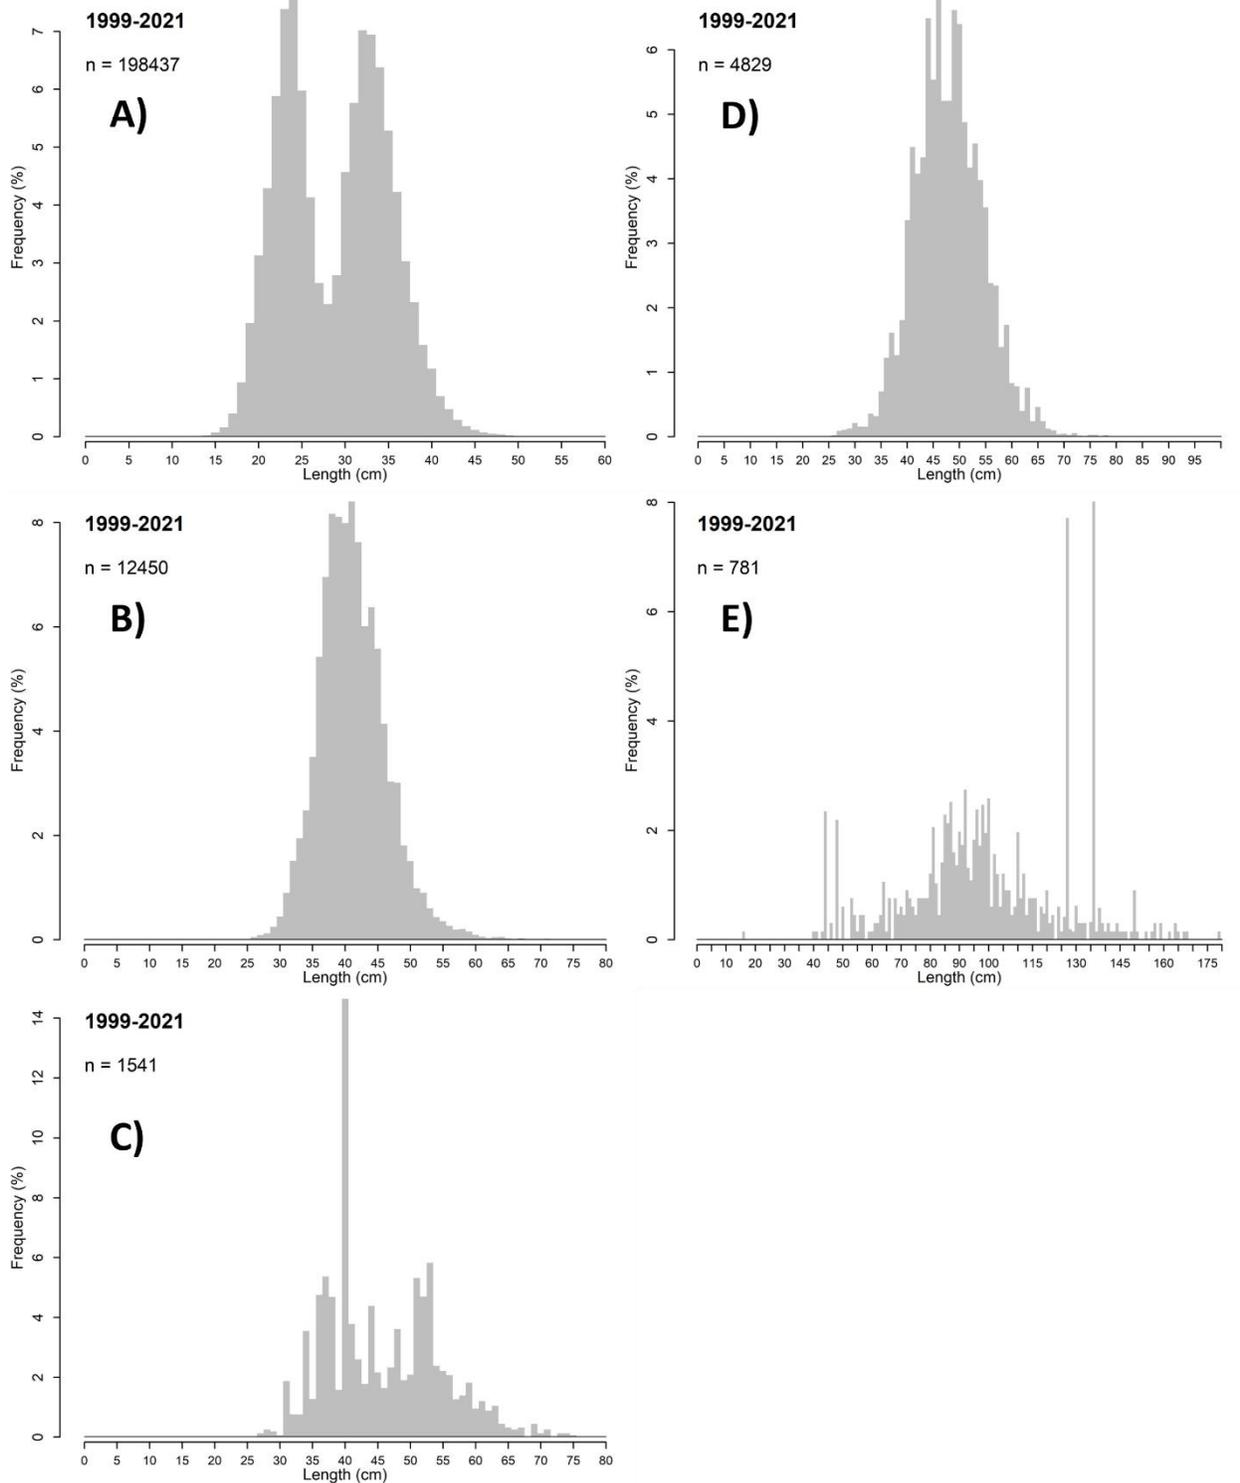 1999-2021
n = 198437
A)
Frequency (%)
0 1 2 3 4 5 6 7
0 5 10 15 20 25 30 35 40 45 50 55 60
Length (cm)
1999-2021
n = 4829
D)
Frequency (%)
0 1 2 3 4 5 6
0 5 10 15 20 25 30 35 40 45 50 55 60 65 70 75 80 85 90 95
Length (cm)
1999-2021
n = 12450
B)
Frequency (%)
0 2 4 6 8
0 5 10 15 20 25 30 35 40 45 50 55 60 65 70 75 80
Length (cm)
1999-2021
n = 781
E)
Frequency (%)
0 2 4 6 8
0 10 20 30 40 50 60 70 80 90 100 115 130 145 160 175
Length (cm)
1999-2021
n = 1541
C)
Frequency (%)
0 2 4 6 8 10 12 14
0 5 10 15 20 25 30 35 40 45 50 55 60 65 70 75 80
Length (cm)